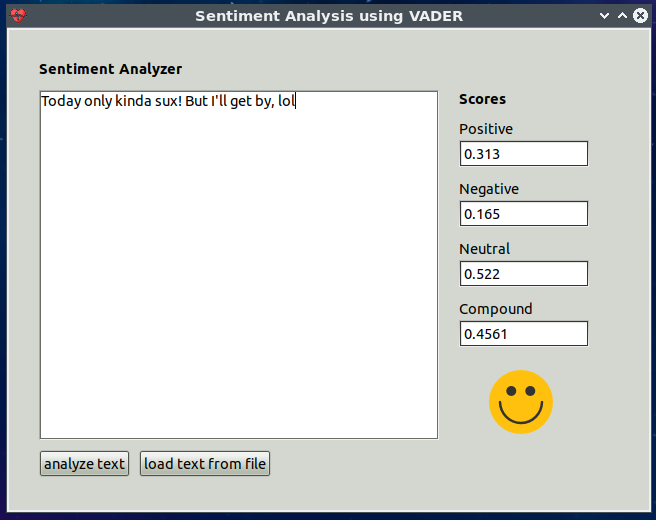 Sentiment Analysis using VADER
Sentiment Analyzer
Today only kinda sux! But I'll get by, lol
Scores
Positive
0.313
Negative
0.165
Neutral
0.522
Compound
0.4561
analyze text
load text from file